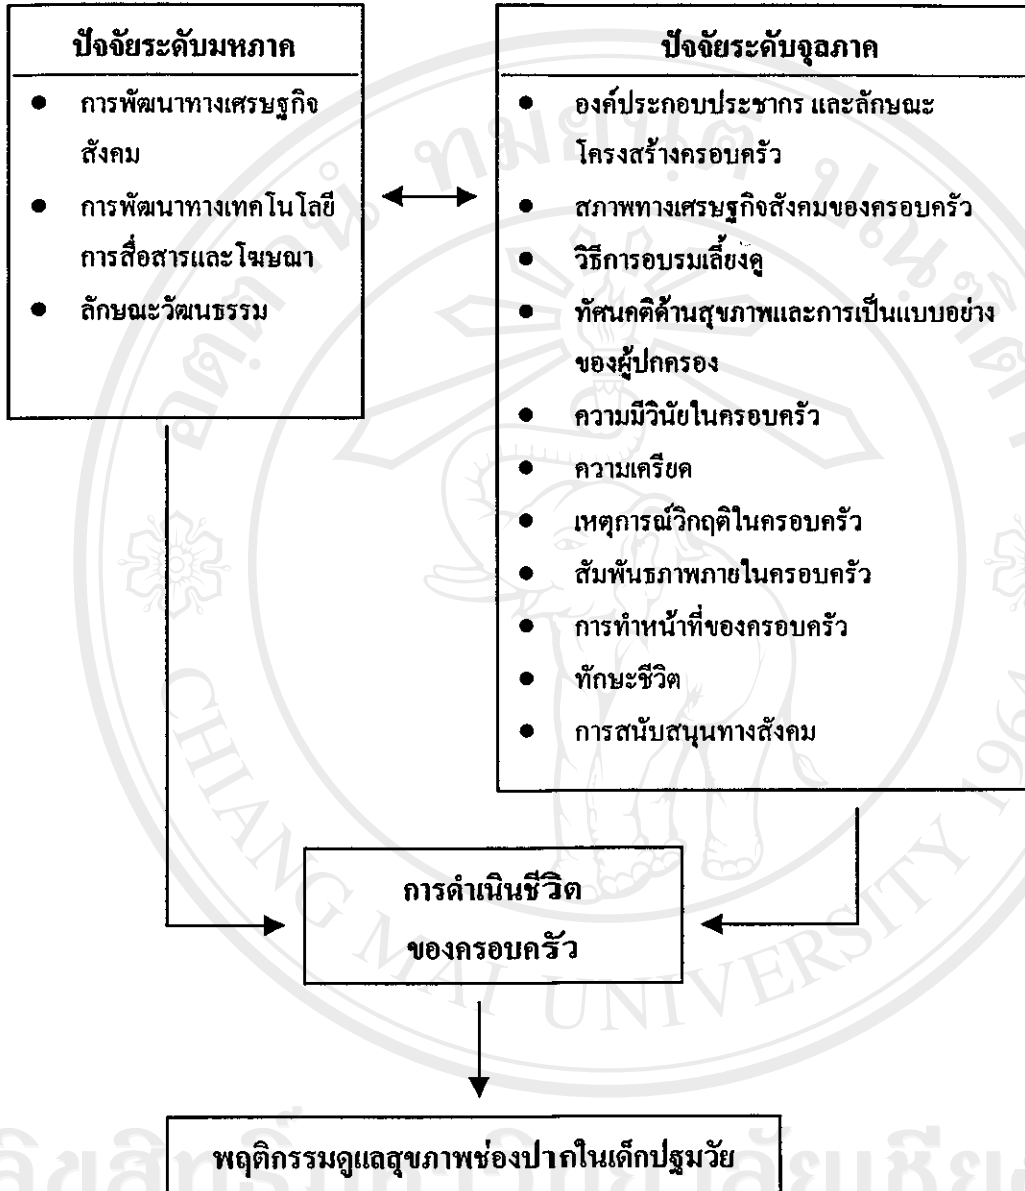 ปัจจัยระดับมหภาค
● การพัฒนาทางเศรษฐกิจ
สังคม
● การพัฒนาทางเทคโนโลยี
การสื่อสารและโฆษณา
● ลักษณะวัฒนธรรม
ปัจจัยระดับจุลภาค
● องค์ประกอบประชากร และลักษณะ
โครงสร้างครอบครัว
● สภาพทางเศรษฐกิจสังคมของครอบครัว
● วิธีการอบรมเลี้ยงดู
● ทัศนคติด้านสุขภาพและการเป็นแบบอย่าง
ของผู้ปกครอง
● ความมีวินัยในครอบครัว
● ความเครียด
● เหตุการณ์วิกฤติในครอบครัว
● สัมพันธภาพภายในครอบครัว
● การทำหน้าที่ของครอบครัว
● ทักษะชีวิต
● การสนับสนุนทางสังคม
การดำเนินชีวิต
ของครอบครัว
พฤติกรรมดูแลสุขภาพช่องปากในเด็กปฐมวัย
CHIANG MAI UNIVERSITY 1964